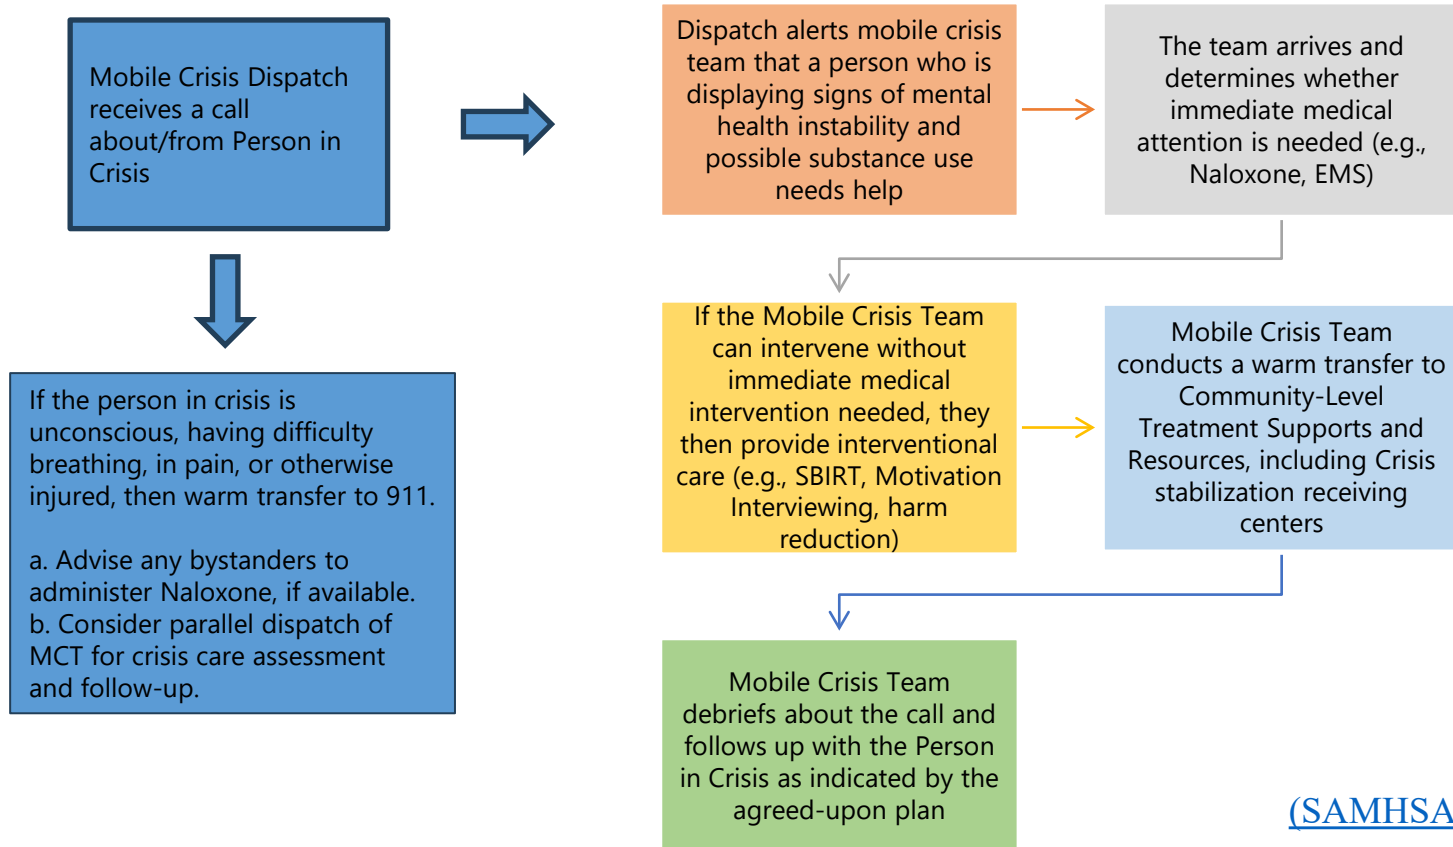 Mobile Crisis Dispatch
receives a call
about/from Person in
Crisis
If the person in crisis is
unconscious, having difficulty
breathing, in pain, or otherwise
injured, then warm transfer to 911.
a. Advise any bystanders to
administer Naloxone, if available.
b. Consider parallel dispatch of
MCT for crisis care assessment
and follow-up.
Dispatch alerts mobile crisis
team that a person who is
displaying signs of mental
health instability and
possible substance use
needs help
The team arrives and
determines whether
immediate medical
attention is needed (e.g.,
Naloxone, EMS)
If the Mobile Crisis Team
can intervene without
immediate medical
intervention needed, they
then provide interventional
care (e.g., SBIRT, Motivation
Interviewing, harm
reduction)
Mobile Crisis Team
conducts a warm transfer to
Community-Level
Treatment Supports and
Resources, including Crisis
stabilization receiving
centers
Mobile Crisis Team
debriefs about the call and
follows up with the Person
in Crisis as indicated by the
agreed-upon plan
(SAMHSA